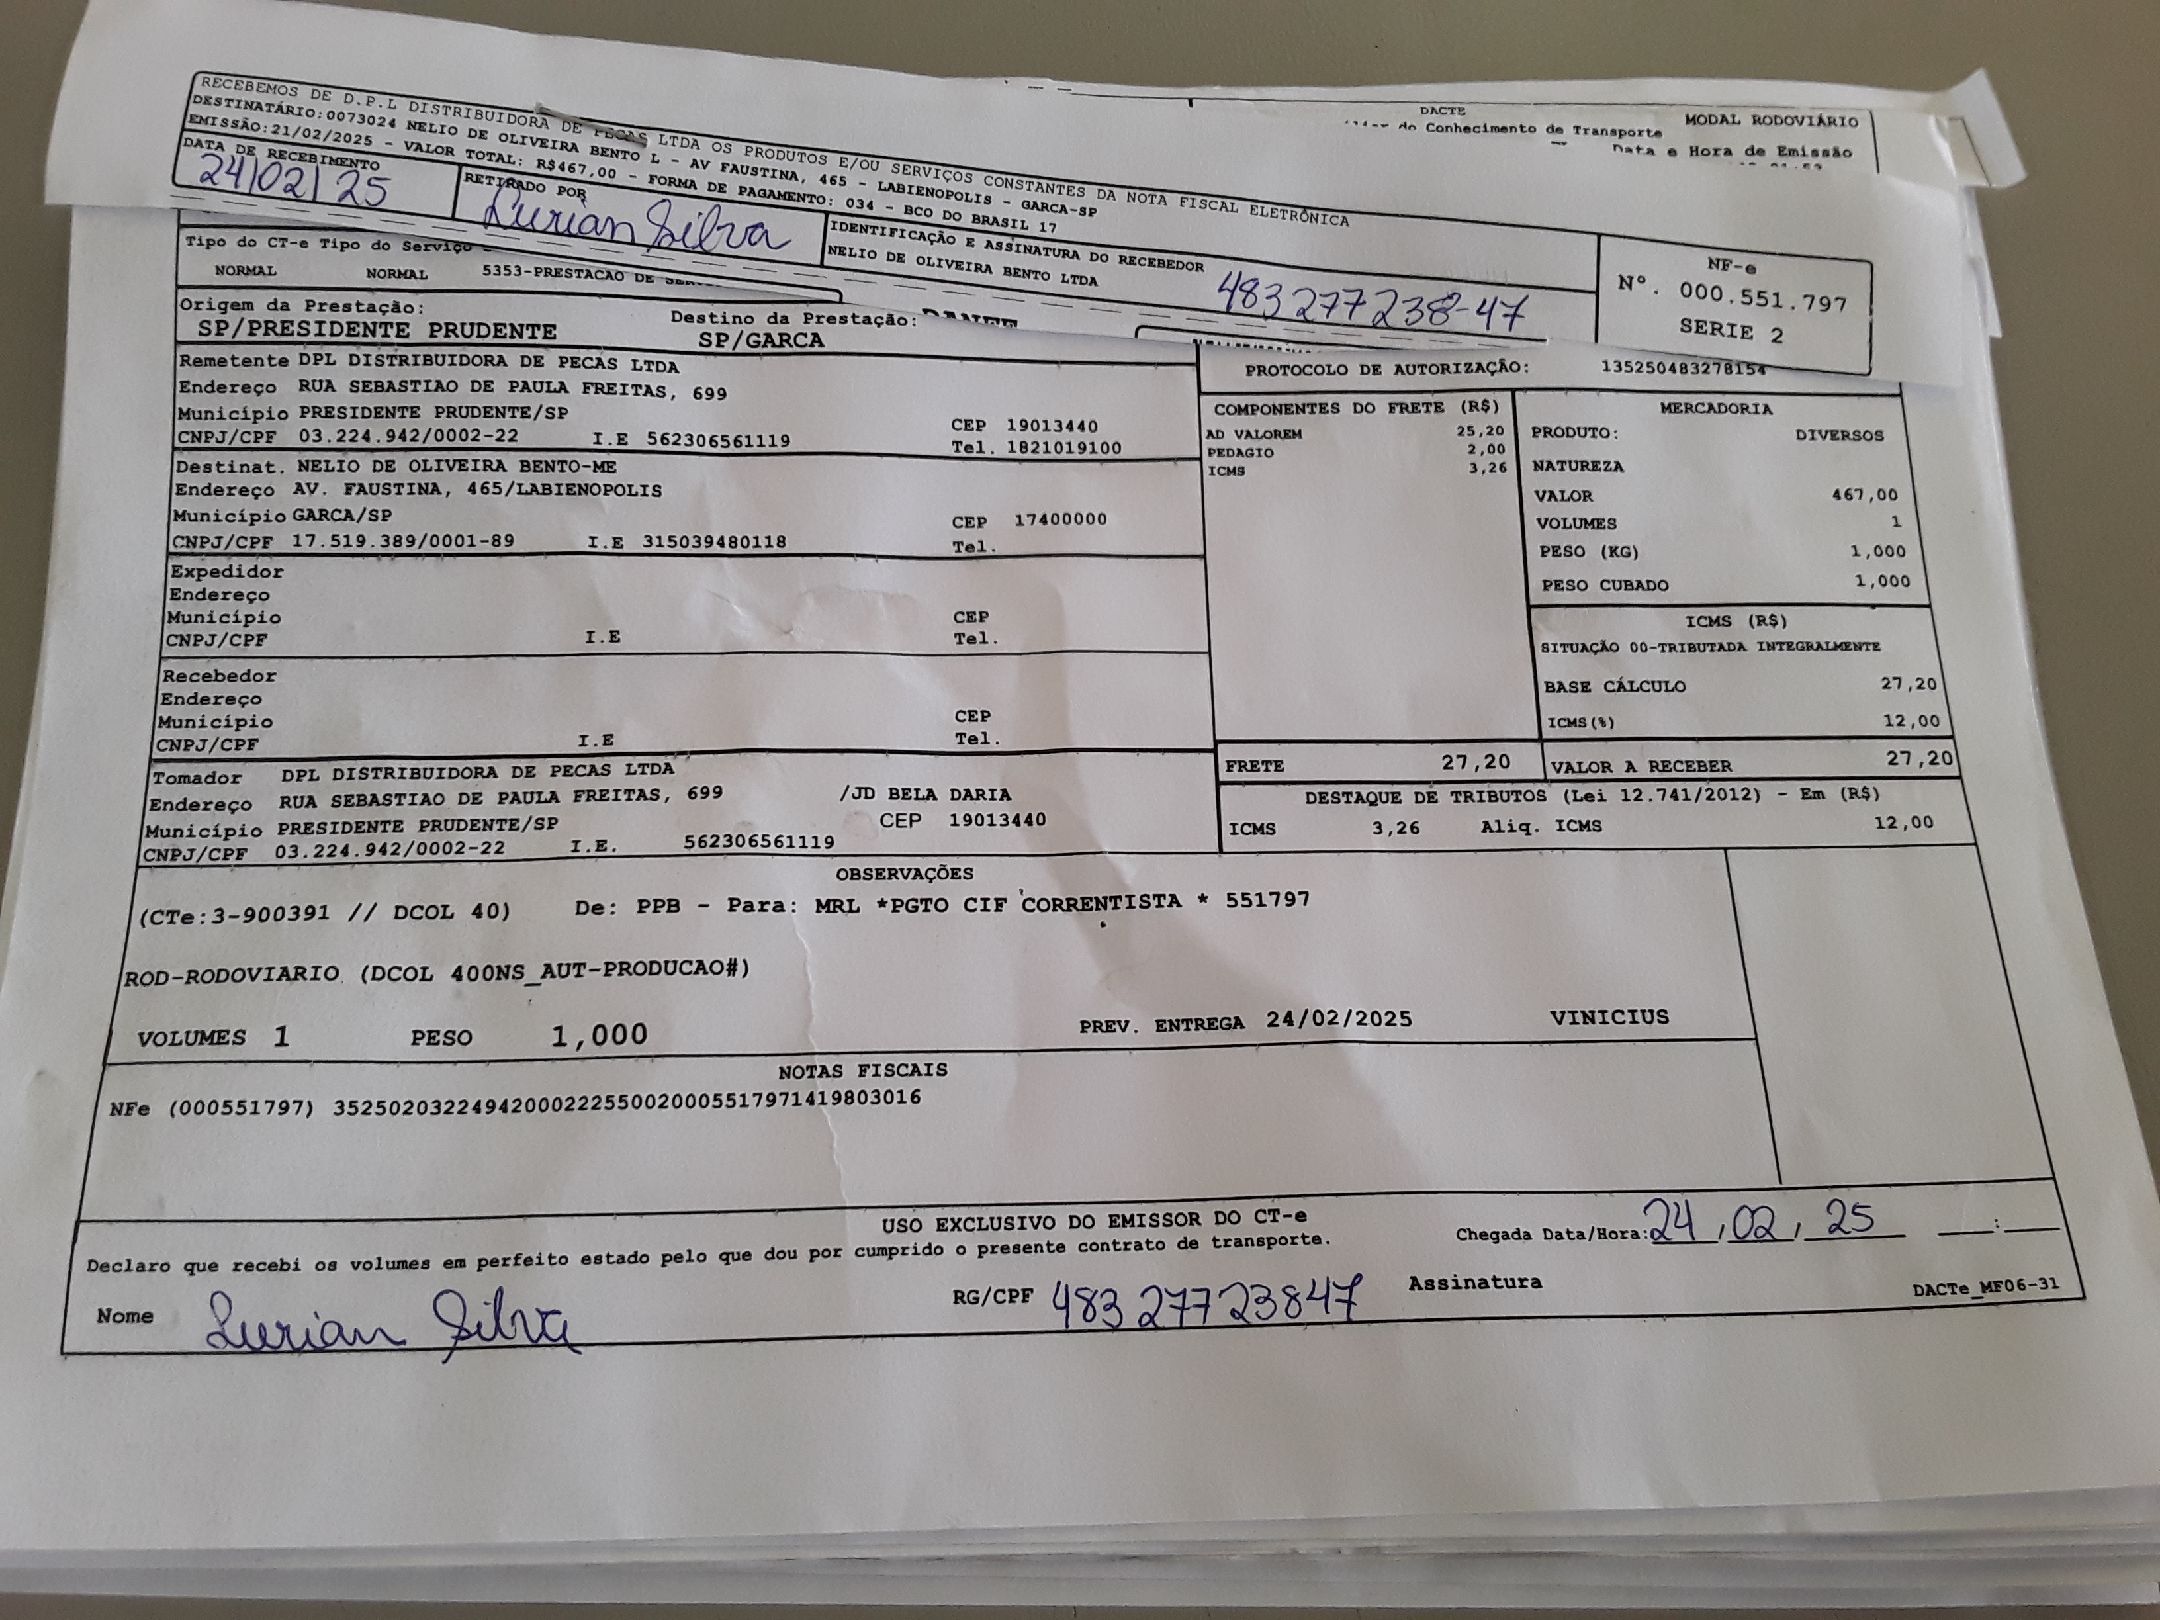 RECEBEMOS DE D.P.L DISTRIBUIDORA DE PECAS LTDA OS PRODUTOS E/OU SERVIÇOS CONSTANTES DA NOTA FISCAL ELETRÔNICA
DESTINATÁRIO:0073024 NELIO DE OLIVEIRA BENTO L - AV FAUSTINA, 465 - LABIENOPOLIS - GARCA-SP
EMISSÃO:21/02/2025 - VALOR TOTAL: R$467,00 - FORMA DE PAGAMENTO: 034 - BCO DO BRASIL 17
DATA DE RECEBIMENTO
24/02/25
RETIRADO POR
Lurian Silva
IDENTIFICAÇÃO E ASSINATURA DO RECEBEDOR
NELIO DE OLIVEIRA BENTO LTDA
483277238-47
NF-e
Nº. 000.551.797
SERIE 2
DACTE
do Conhecimento de Transporte
MODAL RODOVIÁRIO
Data e Hora de Emissão
Tipo do CT-e Tipo do Serviço
NORMAL NORMAL 5353-PRESTACAO DE
Origem da Prestação:
SP/PRESIDENTE PRUDENTE
Destino da Prestação:
SP/GARCA
PROTOCOLO DE AUTORIZAÇÃO: 135250483278154
Remetente DPL DISTRIBUIDORA DE PECAS LTDA
Endereço RUA SEBASTIAO DE PAULA FREITAS, 699
Município PRESIDENTE PRUDENTE/SP CEP 19013440
CNPJ/CPF 03.224.942/0002-22 I.E 562306561119 Tel. 1821019100
Destinat. NELIO DE OLIVEIRA BENTO-ME
Endereço AV. FAUSTINA, 465/LABIENOPOLIS
Município GARCA/SP CEP 17400000
CNPJ/CPF 17.519.389/0001-89 I.E 315039480118 Tel.
Expedidor
Endereço
Município CEP
CNPJ/CPF I.E Tel.
Recebedor
Endereço
Município CEP
CNPJ/CPF I.E Tel.
Tomador DPL DISTRIBUIDORA DE PECAS LTDA
Endereço RUA SEBASTIAO DE PAULA FREITAS, 699 /JD BELA DARIA
Município PRESIDENTE PRUDENTE/SP CEP 19013440
CNPJ/CPF 03.224.942/0002-22 I.E. 562306561119
COMPONENTES DO FRETE (R$)
AD VALOREM 25,20
PEDAGIO 2,00
ICMS 3,26
MERCADORIA
PRODUTO: DIVERSOS
NATUREZA
VALOR 467,00
VOLUMES 1
PESO (KG) 1,000
PESO CUBADO 1,000
ICMS (R$)
SITUAÇÃO 00-TRIBUTADA INTEGRALMENTE
BASE CÁLCULO 27,20
ICMS(%) 12,00
FRETE 27,20 VALOR A RECEBER 27,20
DESTAQUE DE TRIBUTOS (Lei 12.741/2012) - Em (R$)
ICMS 3,26 Aliq. ICMS 12,00
OBSERVAÇÕES
(CTe:3-900391 // DCOL 40) De: PPB - Para: MRL *PGTO CIF CORRENTISTA * 551797
ROD-RODOVIARIO (DCOL 400NS_AUT-PRODUCAO#)
VOLUMES 1 PESO 1,000 PREV. ENTREGA 24/02/2025 VINICIUS
NOTAS FISCAIS
NFe (000551797) 35250203224942000222550020005517971419803016
USO EXCLUSIVO DO EMISSOR DO CT-e
Declaro que recebi os volumes em perfeito estado pelo que dou por cumprido o presente contrato de transporte.
Chegada Data/Hora: 24/02/25 __:__
Nome Lurian Silva RG/CPF 48327723847 Assinatura
DACTe_MF06-31